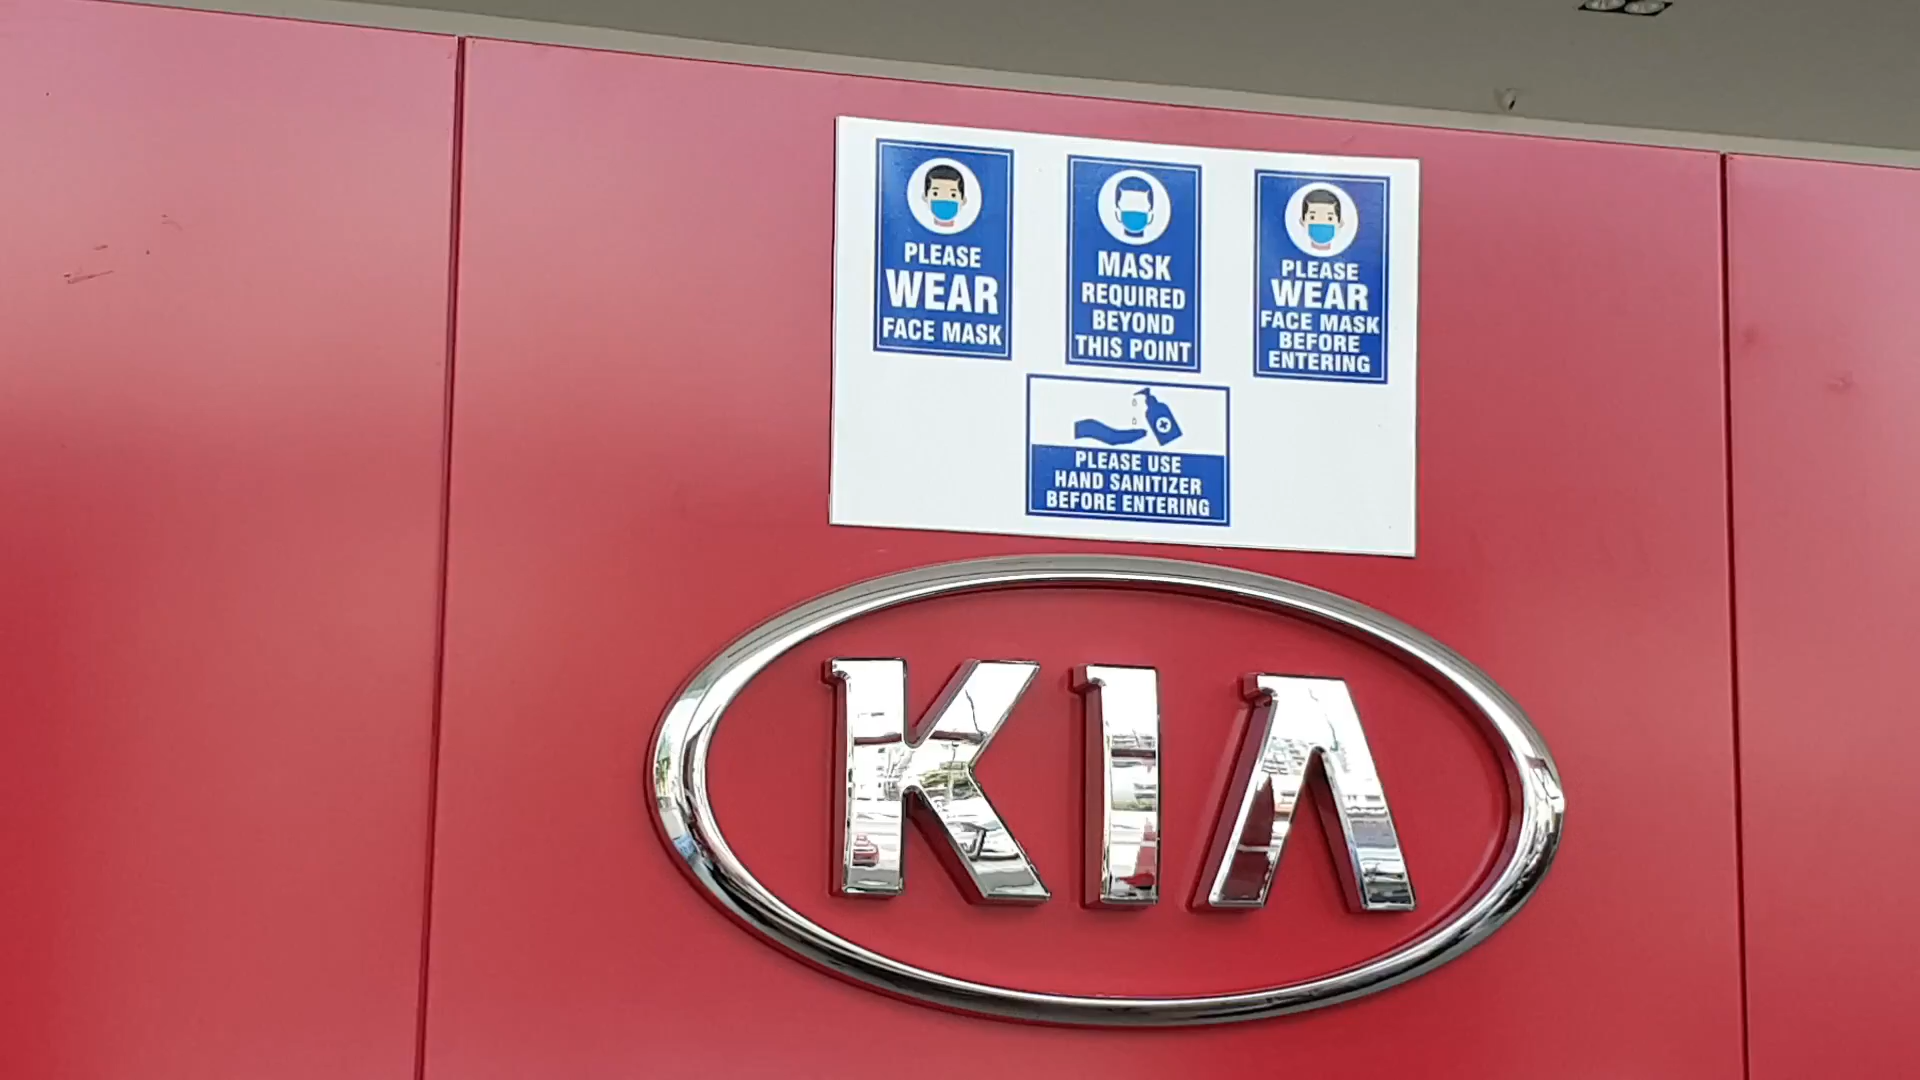 PLEASE
WEAR
FACE MASK
MASK
REQUIRED
BEYOND
THIS POINT
PLEASE
WEAR
FACE MASK
BEFORE
ENTERING
PLEASE USE
HAND SANITIZER
BEFORE ENTERING
KIA